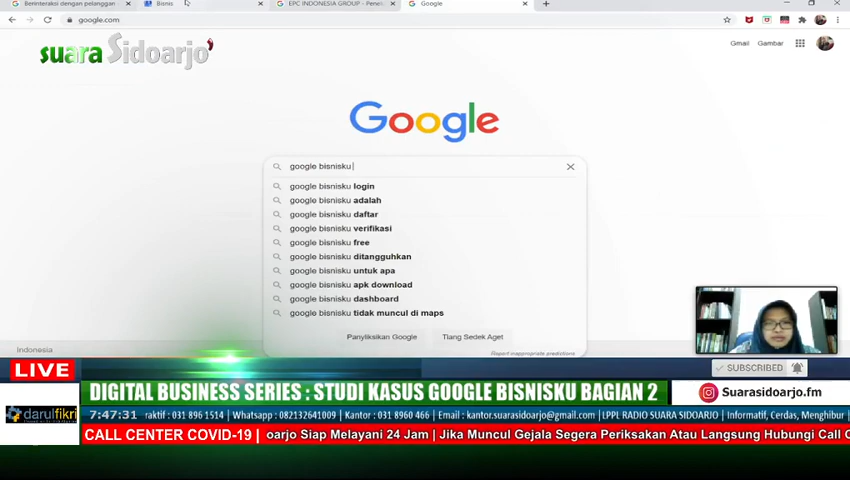 Berinteraksi dengan pelanggan
Bisnis
EPC INDONESIA GROUP - Penyi
Google
google.com
suara Sidoarjo
Gmail
Gambar
Google
google bisnisku
google bisnisku login
google bisnisku adalah
google bisnisku daftar
google bisnisku verifikasi
google bisnisku free
google bisnisku ditangguhkan
google bisnisku untuk apa
google bisnisku apk download
google bisnisku dashboard
google bisnisku tidak muncul di maps
Panyliksikan Google
Tiang Sedek Aget
Report inappropriate predictions
Indonesia
LIVE
SUBSCRIBED
DIGITAL BUSINESS SERIES : STUDI KASUS GOOGLE BISNISKU BAGIAN 2
Suarasidoarjo.fm
darulfikri
7:47:31
raktif : 031 896 1514 | Whatsapp : 082132641009 | Kantor : 031 8960 466 | Email : kantor.suarasidoarjo@gmail.com | LPPL RADIO SUARA SIDOARJO | Informatif, Cerdas, Menghibur |
CALL CENTER COVID-19 |
oarjo Siap Melayani 24 Jam | Jika Muncul Gejala Segera Periksakan Atau Langsung Hubungi Call C